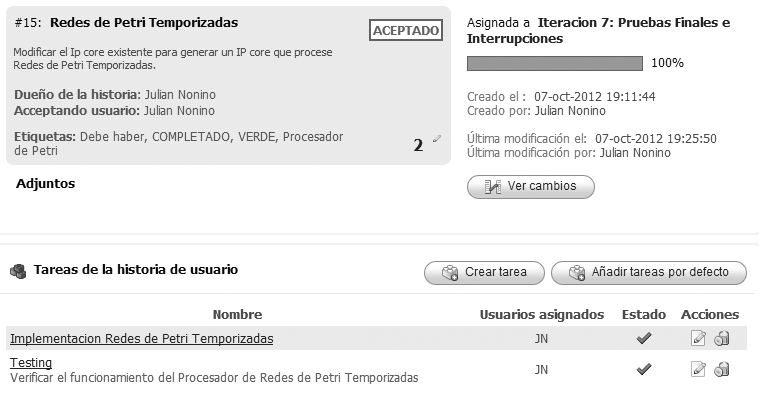 #15: Redes de Petri Temporizadas
ACEPTADO
Modificar el Ip core existente para generar un IP core que procese
Redes de Petri Temporizadas.
Dueño de la historia: Julian Nonino
Aceptando usuario: Julian Nonino
Etiquetas: Debe haber, COMPLETADO, VERDE, Procesador
de Petri
2
Adjuntos
Asignada a Iteracion 7: Pruebas Finales e
Interrupciones
100%
Creado el : 07-oct-2012 19:11:44
Creado por: Julian Nonino
Última modificación el: 07-oct-2012 19:25:50
Última modificación por: Julian Nonino
Ver cambios
Tareas de la historia de usuario
Crear tarea
Añadir tareas por defecto
Nombre Usuarios asignados Estado Acciones
Implementacion Redes de Petri Temporizadas JN
Testing
Verificar el funcionamiento del Procesador de Redes de Petri Temporizadas JN